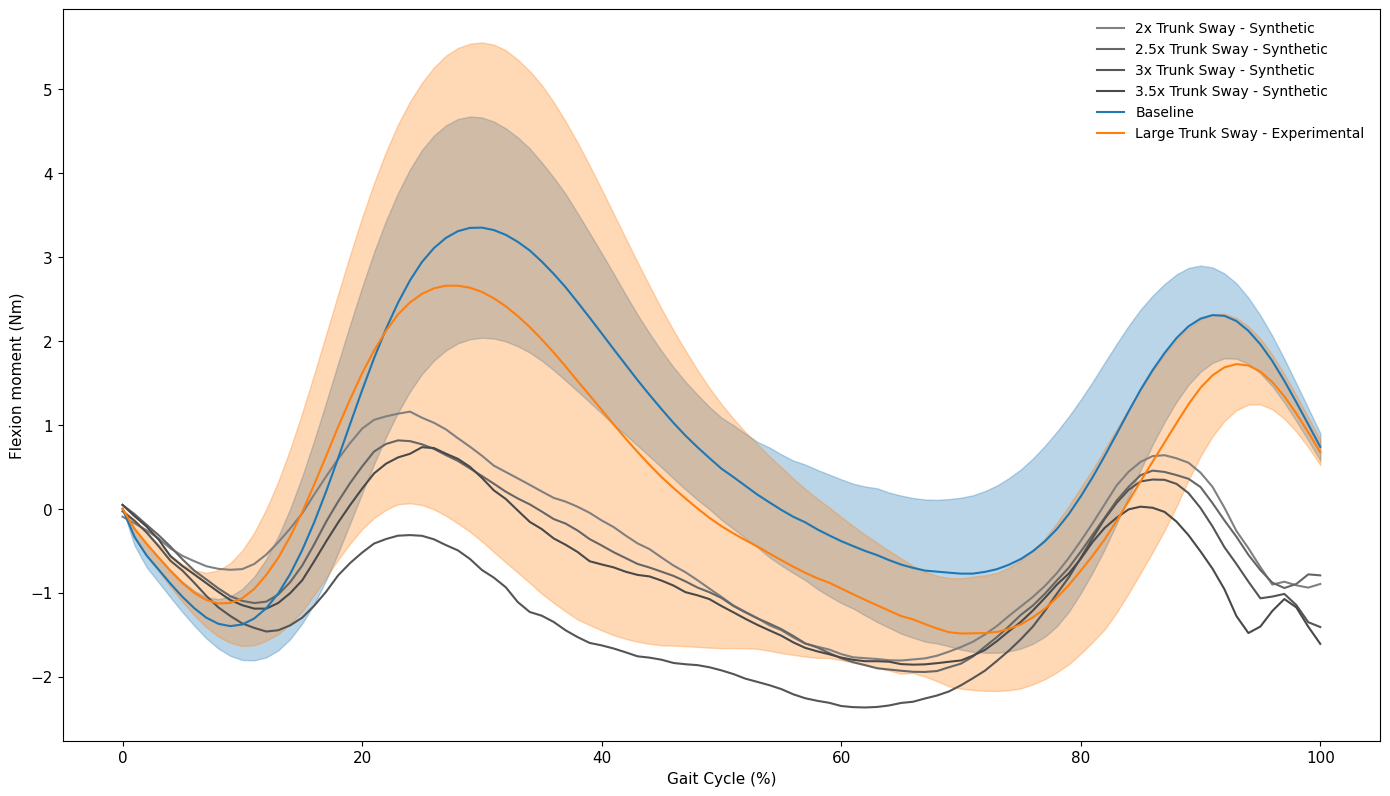 2x Trunk Sway - Synthetic
2.5x Trunk Sway - Synthetic
3x Trunk Sway - Synthetic
3.5x Trunk Sway - Synthetic
Baseline
Large Trunk Sway - Experimental
Flexion moment (Nm)
5
4
3
2
1
0
−1
−2
0 20 40 60 80 100
Gait Cycle (%)